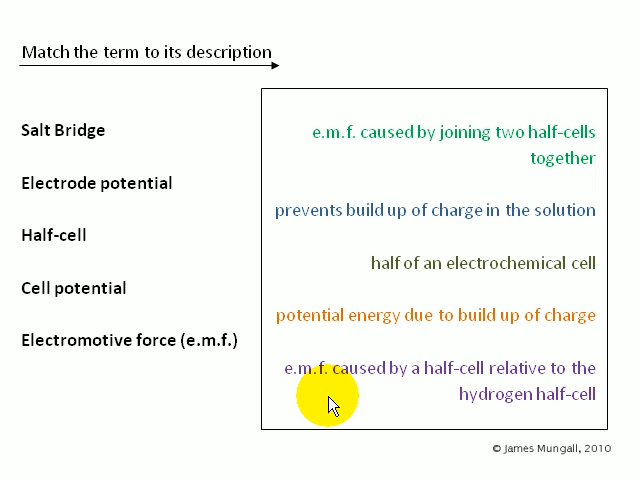 Match the term to its description
Salt Bridge
Electrode potential
Half-cell
Cell potential
Electromotive force (e.m.f.)
e.m.f. caused by joining two half-cells
together
prevents build up of charge in the solution
half of an electrochemical cell
potential energy due to build up of charge
e.m.f. caused by a half-cell relative to the
hydrogen half-cell
© James Mungall, 2010